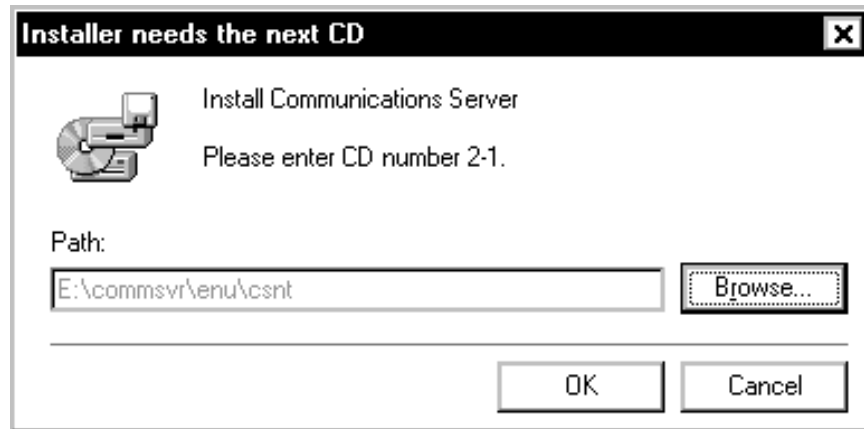 Installer needs the next CD
Install Communications Server
Please enter CD number 2-1.
Path:
E:\commsvr\enu\csnt
Browse...
OK
Cancel